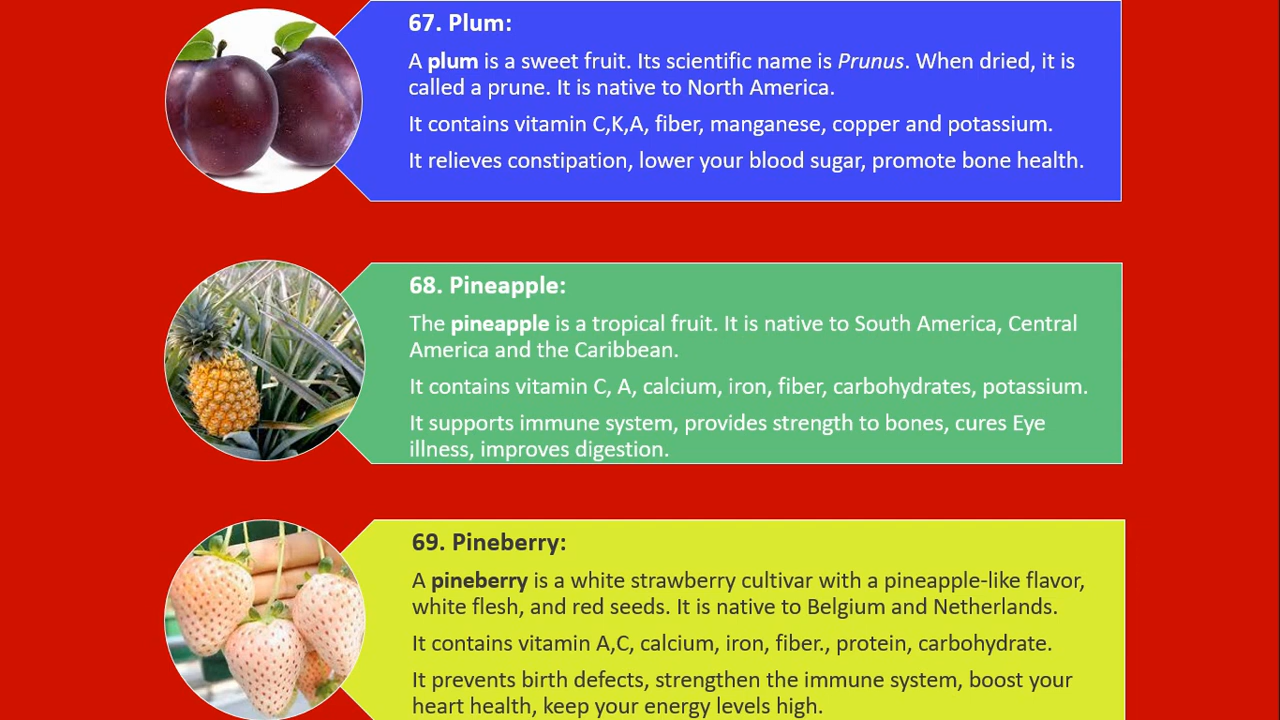 67. Plum:
A plum is a sweet fruit. Its scientific name is Prunus. When dried, it is
called a prune. It is native to North America.
It contains vitamin C,K,A, fiber, manganese, copper and potassium.
It relieves constipation, lower your blood sugar, promote bone health.
68. Pineapple:
The pineapple is a tropical fruit. It is native to South America, Central
America and the Caribbean.
It contains vitamin C, A, calcium, iron, fiber, carbohydrates, potassium.
It supports immune system, provides strength to bones, cures Eye
illness, improves digestion.
69. Pineberry:
A pineberry is a white strawberry cultivar with a pineapple-like flavor,
white flesh, and red seeds. It is native to Belgium and Netherlands.
It contains vitamin A,C, calcium, iron, fiber., protein, carbohydrate.
It prevents birth defects, strengthen the immune system, boost your
heart health, keep your energy levels high.